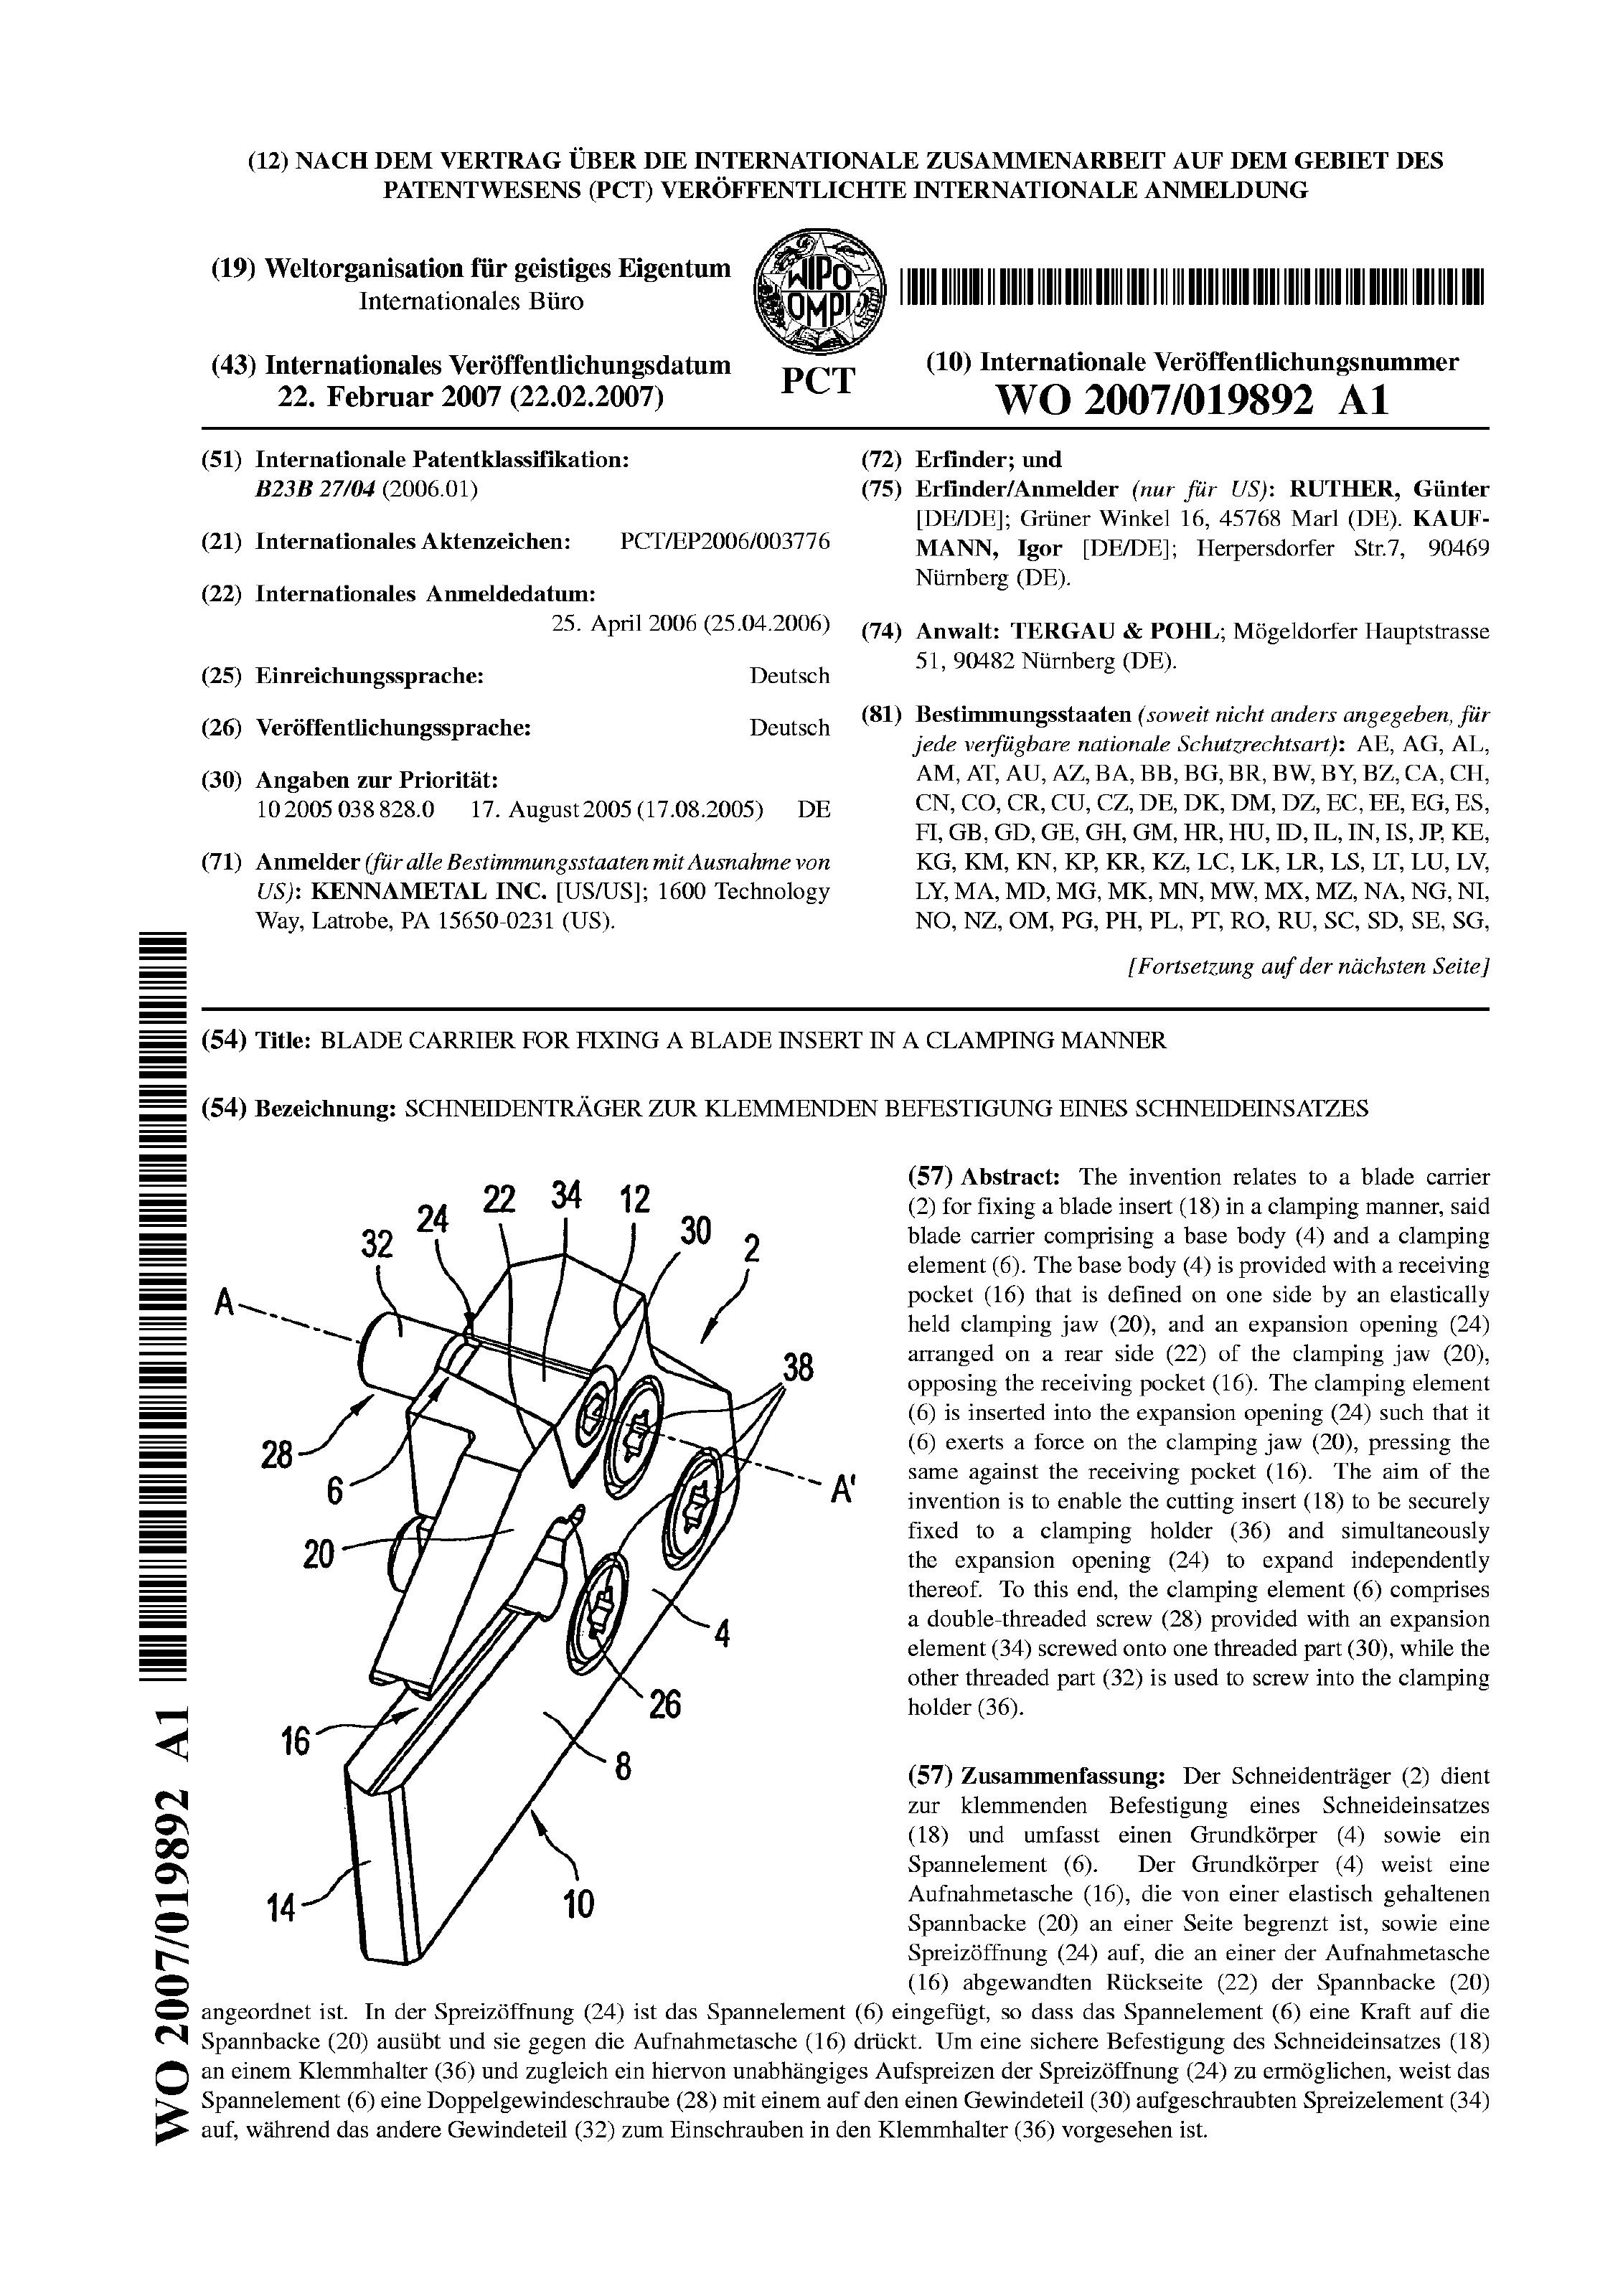 (12) NACH DEM VERTRAG ÜBER DIE INTERNATIONALE ZUSAMMENARBEIT AUF DEM GEBIET DES
PATENTWESENS (PCT) VERÖFFENTLICHTE INTERNATIONALE ANMELDUNG
(19) Weltorganisation für geistiges Eigentum
Internationales Büro
WIPO
OMPI
(43) Internationales Veröffentlichungsdatum
22. Februar 2007 (22.02.2007)
PCT
(10) Internationale Veröffentlichungsnummer
WO 2007/019892 A1
(51) Internationale Patentklassifikation:
B23B 27/04 (2006.01)
(21) Internationales Aktenzeichen: PCT/EP2006/003776
(22) Internationales Anmeldedatum:
25. April 2006 (25.04.2006)
(25) Einreichungssprache: Deutsch
(26) Veröffentlichungssprache: Deutsch
(30) Angaben zur Priorität:
10 2005 038 828.0 17. August 2005 (17.08.2005) DE
(71) Anmelder (für alle Bestimmungsstaaten mit Ausnahme von
US): KENNAMETAL INC. [US/US]; 1600 Technology
Way, Latrobe, PA 15650-0231 (US).
(72) Erfinder; und
(75) Erfinder/Anmelder (nur für US): RUTHER, Günter
[DE/DE]; Grüner Winkel 16, 45768 Marl (DE). KAUF-
MANN, Igor [DE/DE]; Herpersdorfer Str.7, 90469
Nürnberg (DE).
(74) Anwalt: TERGAU & POHL; Mögeldorfer Hauptstrasse
51, 90482 Nürnberg (DE).
(81) Bestimmungsstaaten (soweit nicht anders angegeben, für
jede verfügbare nationale Schutzrechtsart): AE, AG, AL,
AM, AT, AU, AZ, BA, BB, BG, BR, BW, BY, BZ, CA, CH,
CN, CO, CR, CU, CZ, DE, DK, DM, DZ, EC, EE, EG, ES,
FI, GB, GD, GE, GH, GM, HR, HU, ID, IL, IN, IS, JP, KE,
KG, KM, KN, KP, KR, KZ, LC, LK, LR, LS, LT, LU, LV,
LY, MA, MD, MG, MK, MN, MW, MX, MZ, NA, NG, NI,
NO, NZ, OM, PG, PH, PL, PT, RO, RU, SC, SD, SE, SG,
[Fortsetzung auf der nächsten Seite]
(54) Title: BLADE CARRIER FOR FIXING A BLADE INSERT IN A CLAMPING MANNER
(54) Bezeichnung: SCHNEIDENTRÄGER ZUR KLEMMENDEN BEFESTIGUNG EINES SCHNEIDEINSATZES
22 34 12
24 30
32 2
A
38
28
6
A'
20
4
26
16
8
14 10
(57) Abstract: The invention relates to a blade carrier
(2) for fixing a blade insert (18) in a clamping manner, said
blade carrier comprising a base body (4) and a clamping
element (6). The base body (4) is provided with a receiving
pocket (16) that is defined on one side by an elastically
held clamping jaw (20), and an expansion opening (24)
arranged on a rear side (22) of the clamping jaw (20),
opposing the receiving pocket (16). The clamping element
(6) is inserted into the expansion opening (24) such that it
(6) exerts a force on the clamping jaw (20), pressing the
same against the receiving pocket (16). The aim of the
invention is to enable the cutting insert (18) to be securely
fixed to a clamping holder (36) and simultaneously
the expansion opening (24) to expand independently
thereof. To this end, the clamping element (6) comprises
a double-threaded screw (28) provided with an expansion
element (34) screwed onto one threaded part (30), while the
other threaded part (32) is used to screw into the clamping
holder (36).
(57) Zusammenfassung: Der Schneidenträger (2) dient
zur klemmenden Befestigung eines Schneideinsatzes
(18) und umfasst einen Grundkörper (4) sowie ein
Spannelement (6). Der Grundkörper (4) weist eine
Aufnahmetasche (16), die von einer elastisch gehaltenen
Spannbacke (20) an einer Seite begrenzt ist, sowie eine
Spreizöffnung (24) auf, die an einer der Aufnahmetasche
(16) abgewandten Rückseite (22) der Spannbacke (20)
angeordnet ist. In der Spreizöffnung (24) ist das Spannelement (6) eingefügt, so dass das Spannelement (6) eine Kraft auf die
Spannbacke (20) ausübt und sie gegen die Aufnahmetasche (16) drückt. Um eine sichere Befestigung des Schneideinsatzes (18)
an einem Klemmhalter (36) und zugleich ein hiervon unabhängiges Aufspreizen der Spreizöffnung (24) zu ermöglichen, weist das
Spannelement (6) eine Doppelgewindeschraube (28) mit einem auf den einen Gewindeteil (30) aufgeschraubten Spreizelement (34)
auf, während das andere Gewindeteil (32) zum Einschrauben in den Klemmhalter (36) vorgesehen ist.
WO 2007/019892 A1